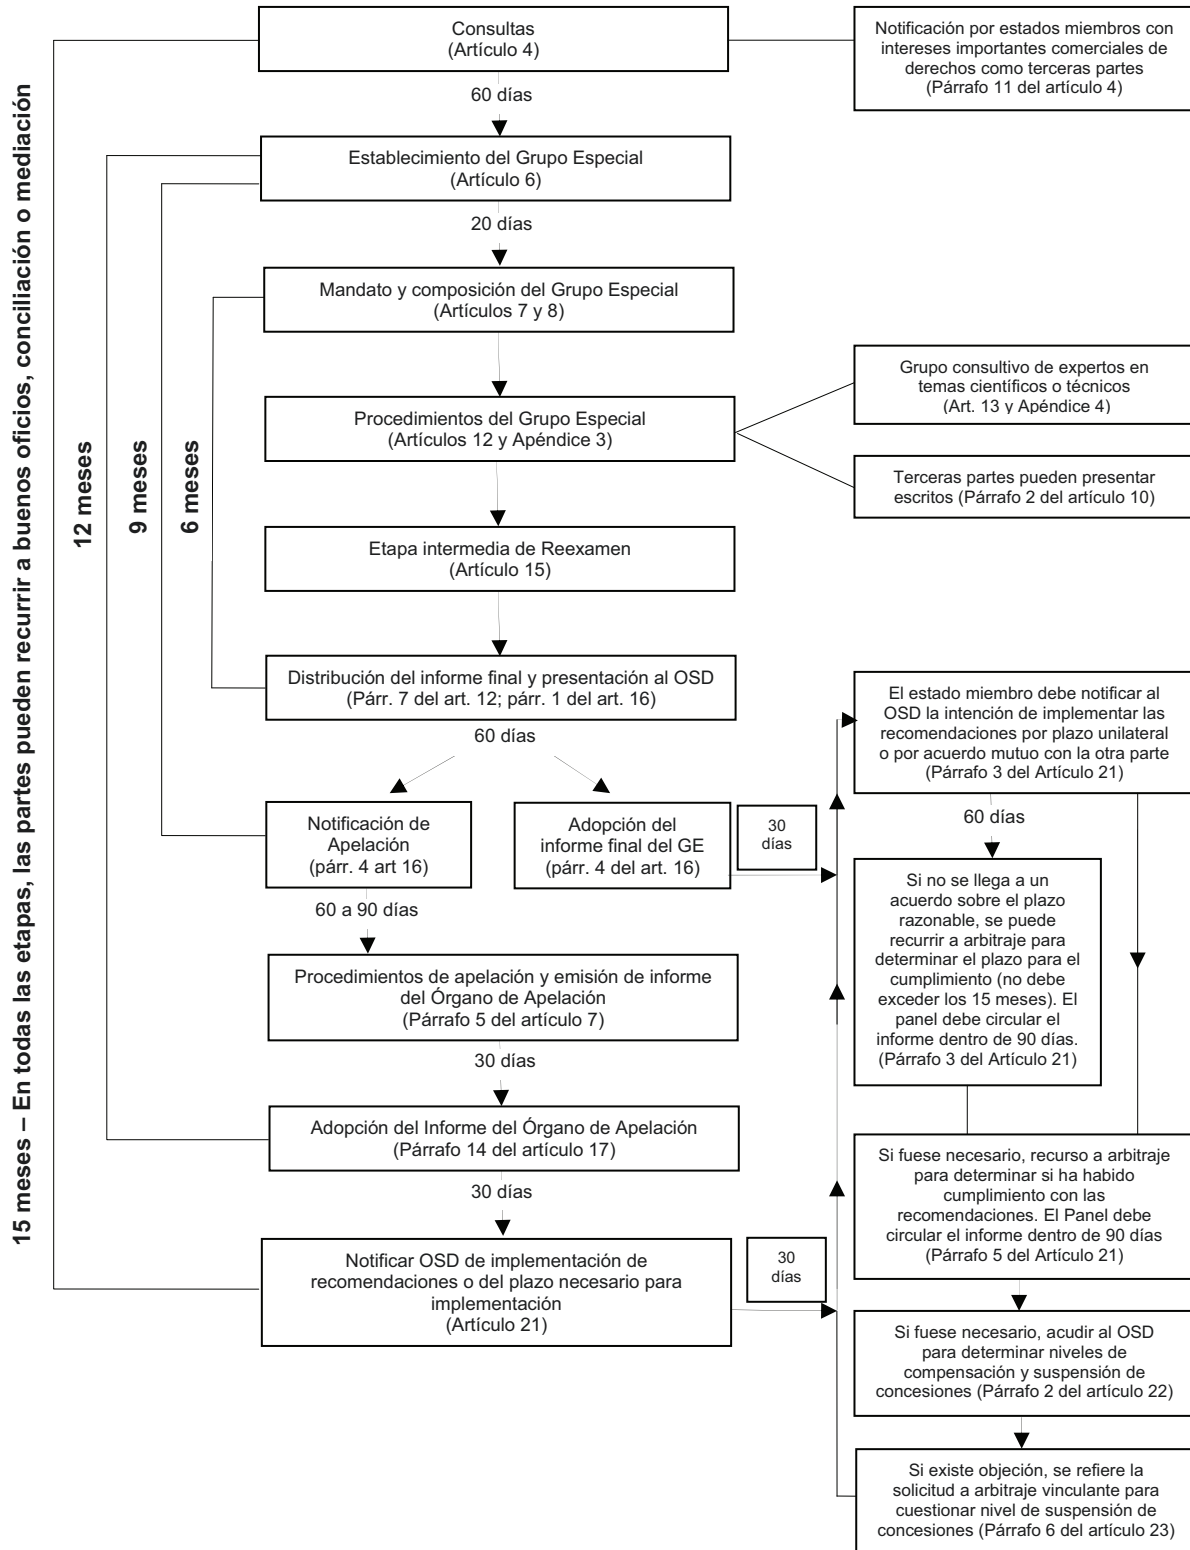 15 meses – En todas las etapas, las partes pueden recurrir a buenos oficios, conciliación o mediación
12 meses
9 meses
6 meses
Consultas
(Artículo 4)
Notificación por estados miembros con
intereses importantes comerciales de
derechos como terceras partes
(Párrafo 11 del artículo 4)
60 días
Establecimiento del Grupo Especial
(Artículo 6)
20 días
Mandato y composición del Grupo Especial
(Artículos 7 y 8)
Procedimientos del Grupo Especial
(Artículos 12 y Apéndice 3)
Grupo consultivo de expertos en
temas científicos o técnicos
(Art. 13 y Apéndice 4)
Terceras partes pueden presentar
escritos (Párrafo 2 del artículo 10)
Etapa intermedia de Reexamen
(Artículo 15)
Distribución del informe final y presentación al OSD
(Párr. 7 del art. 12; párr. 1 del art. 16)
60 días
Notificación de
Apelación
(párr. 4 art 16)
Adopción del
informe final del GE
(párr. 4 del art. 16)
30
días
60 a 90 días
Procedimientos de apelación y emisión de informe
del Órgano de Apelación
(Párrafo 5 del artículo 7)
30 días
Adopción del Informe del Órgano de Apelación
(Párrafo 14 del artículo 17)
30 días
Notificar OSD de implementación de
recomendaciones o del plazo necesario para
implementación
(Artículo 21)
30
días
El estado miembro debe notificar al
OSD la intención de implementar las
recomendaciones por plazo unilateral
o por acuerdo mutuo con la otra parte
(Párrafo 3 del Artículo 21)
60 días
Si no se llega a un
acuerdo sobre el plazo
razonable, se puede
recurrir a arbitraje para
determinar el plazo para el
cumplimiento (no debe
exceder los 15 meses). El
panel debe circular el
informe dentro de 90 días.
(Párrafo 3 del Artículo 21)
Si fuese necesario, recurso a arbitraje
para determinar si ha habido
cumplimiento con las
recomendaciones. El Panel debe
circular el informe dentro de 90 días
(Párrafo 5 del Artículo 21)
Si fuese necesario, acudir al OSD
para determinar niveles de
compensación y suspensión de
concesiones (Párrafo 2 del artículo 22)
Si existe objeción, se refiere la
solicitud a arbitraje vinculante para
cuestionar nivel de suspensión de
concesiones (Párrafo 6 del artículo 23)